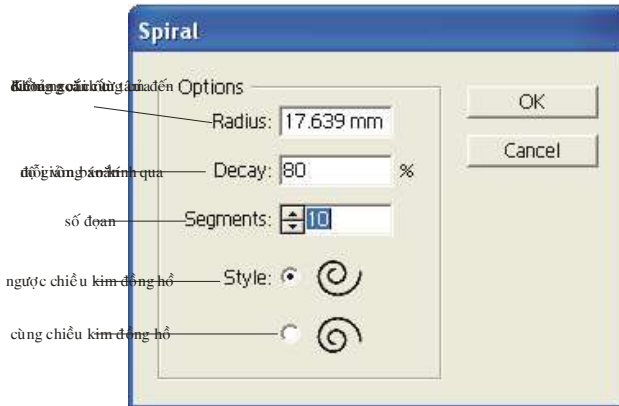 Spiral
Options
Radius: 17.639 mm
OK
Cancel
Decay: 80 %
số đoạn Segments: 10
ngược chiều kim đồng hồ Style:
cùng chiều kim đồng hồ